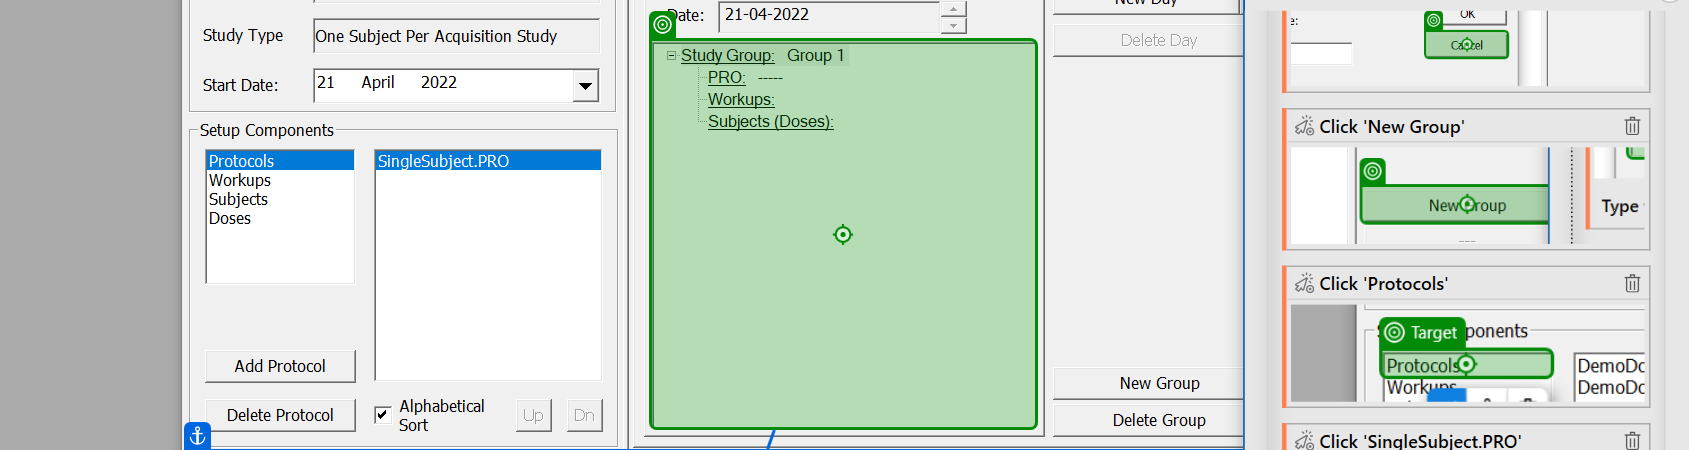 Study Type
One Subject Per Acquisition Study
Start Date:
21 April 2022
Setup Components
Protocols
Workups
Subjects
Doses
SingleSubject.PRO
Add Protocol
Delete Protocol
Alphabetical
Sort
Up
Dn
Date:
21-04-2022
Study Group: Group 1
PRO: -----
Workups:
Subjects (Doses):
New Day
Delete Day
New Group
Delete Group
e:
OK
Cancel
Click 'New Group'
New Group
---
Type
Click 'Protocols'
Target
ponents
Protocols
Workups
DemoDo
DemoDo
Click 'SingleSubject.PRO'